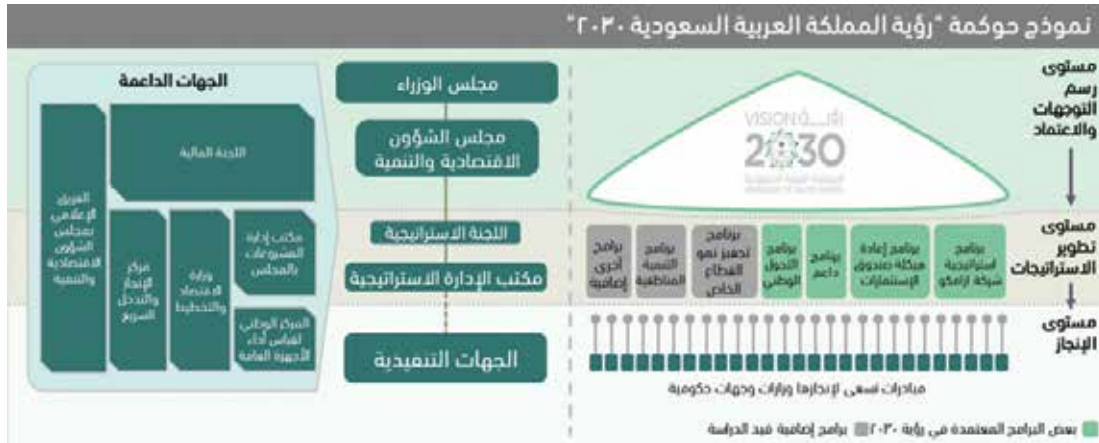 نموذج حوكمة "رؤية المملكة العربية السعودية ٢٠٣٠"
مستوى
رسم
التوجهات
والاعتماد
VISION رؤيـــة
2030
مجلس الوزراء
مجلس الشؤون
الاقتصادية والتنمية
الجهات الداعمة
اللجنة المالية
الفريق
الإعلامي
بمجلس
الشؤون
الاقتصادية
والتنمية
مركز
الإنجاز
والتدخل
السريع
وزارة
الاقتصاد
والتخطيط
مكتب إدارة
المشروعات
بالمجلس
المركز الوطني
لقياس أداء
الأجهزة العامة
مستوى
تطوير
الاستراتيجات
برنامج
استراتيجية
شركة ارامكو
برنامج إعادة
هيكلة صندوق
الإستثمارات
برنامج
داعم
برنامج
التحول
الوطني
برنامج
تحفيز نمو
القطاع
الخاص
برنامج
التنمية
المناطقية
برامج
أخرى
إضافية
اللجنة الاستراتيجية
مكتب الإدارة الاستراتيجية
مستوى
الإنجاز
الجهات التنفيذية
مبادرات تسعى لإنجازها وزارات وجهات حكومية
بعض البرامج المعتمدة في رؤية ٢٠٣٠
برامج إضافية قيد الدراسة